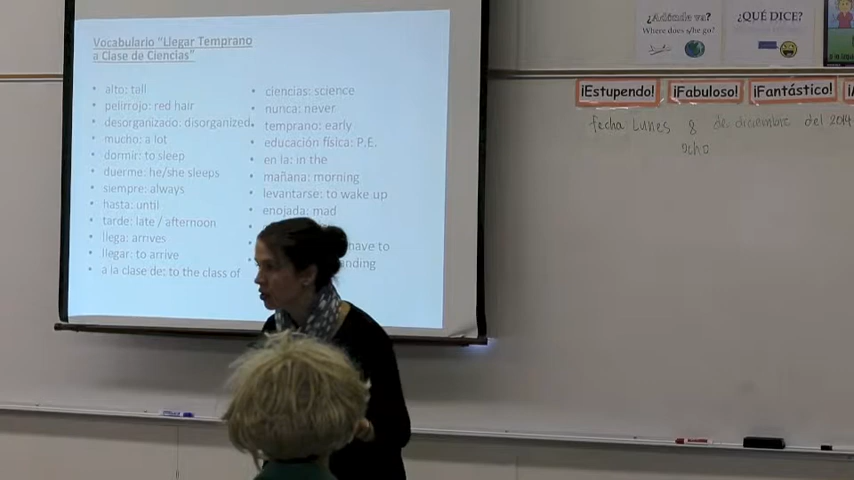 Vocabulario "Llegar Temprano
a Clase de Ciencias"
• alto: tall
• pelirrojo: red hair
• desorganizado: disorganized
• mucho: a lot
• dormir: to sleep
• duerme: he/she sleeps
• siempre: always
• hasta: until
• tarde: late / afternoon
• llega: arrives
• llegar: to arrive
• a la clase de: to the class of
• ciencias: science
• nunca: never
• temprano: early
• educación física: P.E.
• en la: in the
• mañana: morning
• levantarse: to wake up
• enojada: mad
have to
nding
¿Adónde va?
Where does s/he go?
¿QUÉ DICE?
¡Estupendo!
¡Fabuloso!
¡Fantástico!
fecha Lunes 8 de diciembre del 2014
ocho